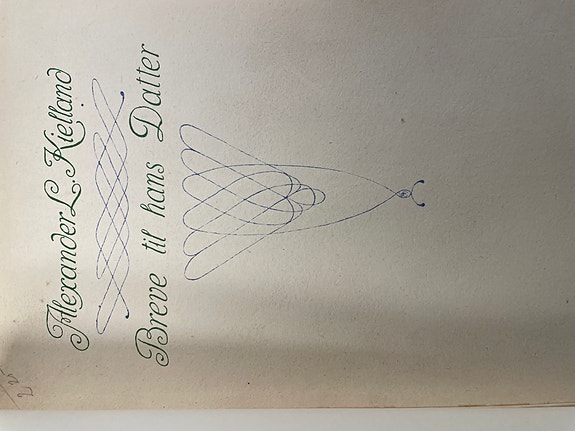 Alexander L. Kielland
Breve til hans Datter